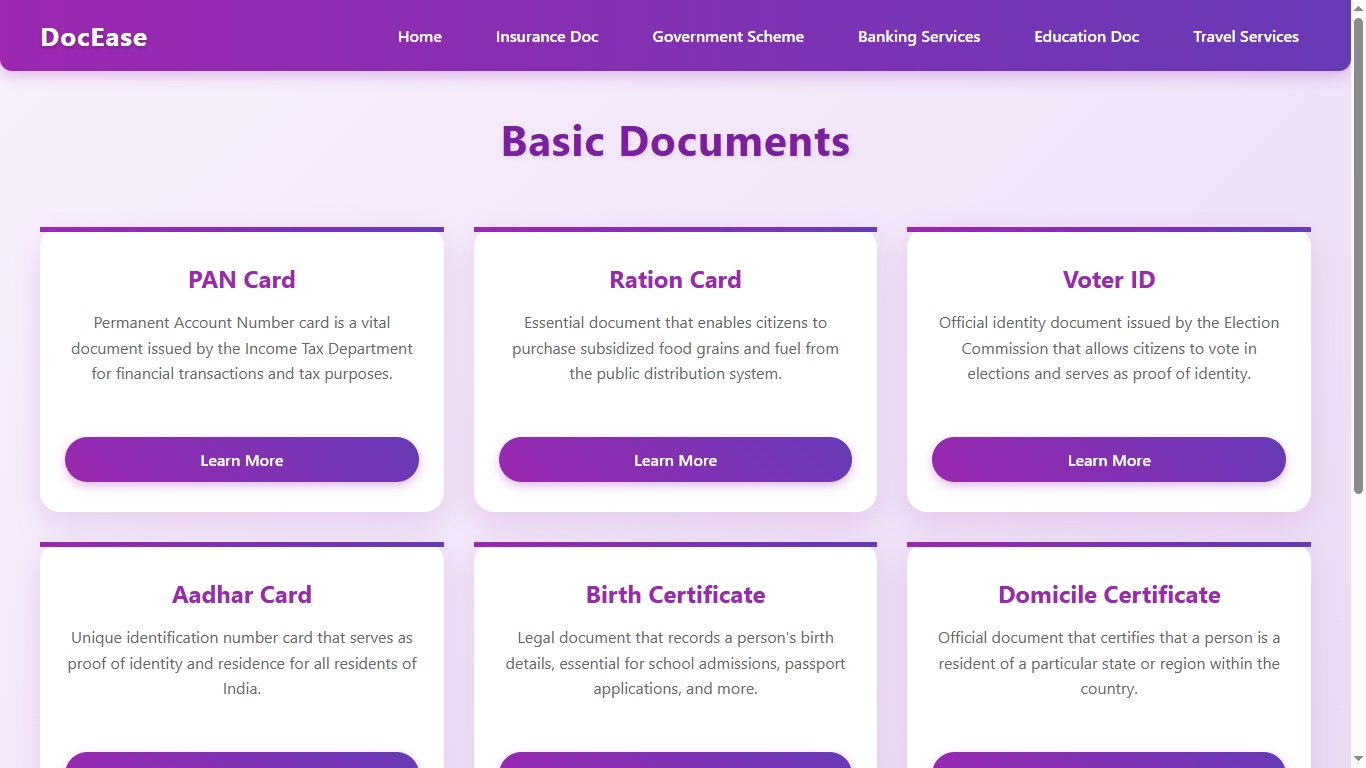 DocEase
Home
Insurance Doc
Government Scheme
Banking Services
Education Doc
Travel Services
Basic Documents
PAN Card
Permanent Account Number card is a vital
document issued by the Income Tax Department
for financial transactions and tax purposes.
Learn More
Ration Card
Essential document that enables citizens to
purchase subsidized food grains and fuel from
the public distribution system.
Learn More
Voter ID
Official identity document issued by the Election
Commission that allows citizens to vote in
elections and serves as proof of identity.
Learn More
Aadhar Card
Unique identification number card that serves as
proof of identity and residence for all residents of
India.
Birth Certificate
Legal document that records a person's birth
details, essential for school admissions, passport
applications, and more.
Domicile Certificate
Official document that certifies that a person is a
resident of a particular state or region within the
country.